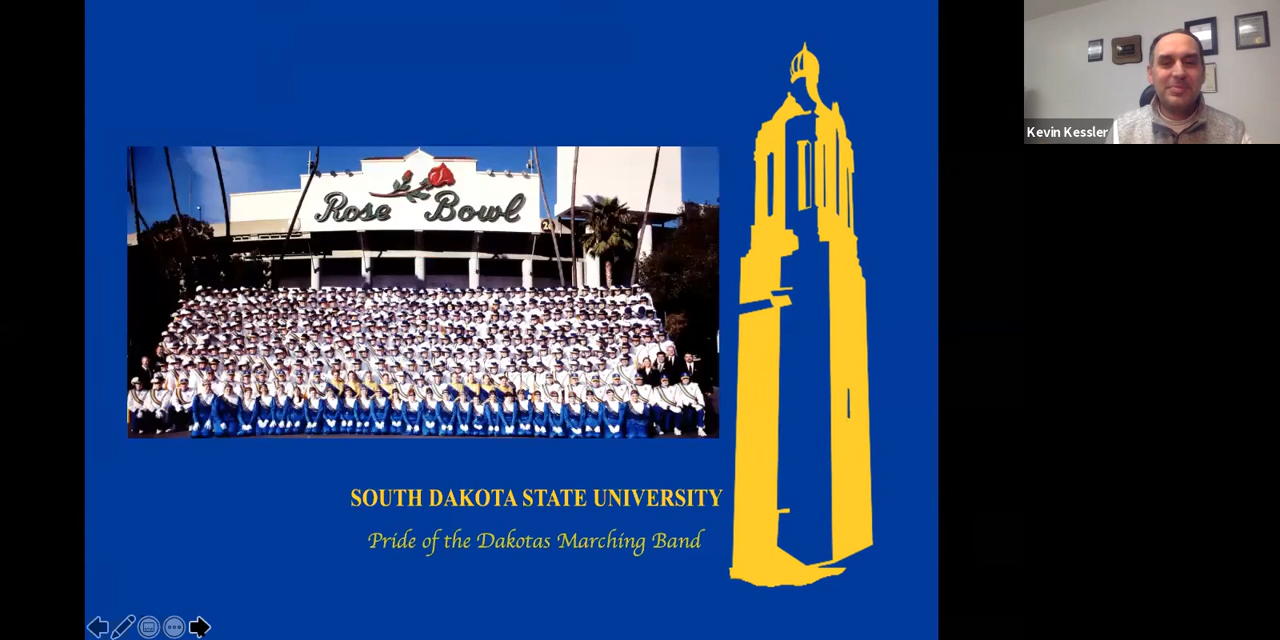 Rose Bowl
SOUTH DAKOTA STATE UNIVERSITY
Pride of the Dakotas Marching Band
Kevin Kessler